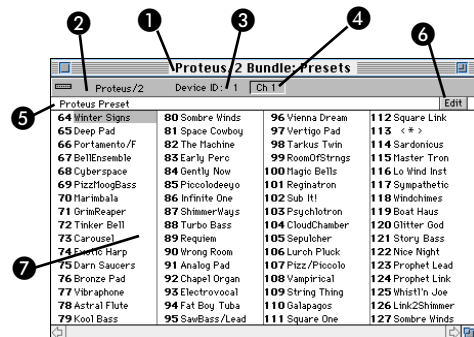 1
2
3
4
6
Proteus/2 Bundle: Presets
Proteus/2 Device ID: 1 Ch 1
5
Proteus Preset Edit
64 Winter Signs 80 Sombre Winds 96 Vienna Dream 112 Square Link
65 Deep Pad 81 Space Cowboy 97 Vertigo Pad 113 <*>
66 Portamento/F 82 The Machine 98 Tarkus Twin 114 Sardonicus
67 BellEnsemble 83 Early Perc 99 RoomOfStrngs 115 Master Tron
68 Cyberspace 84 Gently Now 100 Magic Bells 116 Lo Wind Inst
69 PizzMoogBass 85 Piccolodeeyo 101 Reginatron 117 Sympathetic
70 Marimbala 86 Infinite One 102 Sub It! 118 Windchimes
71 GrimReaper 87 ShimmerWays 103 Psychlotron 119 Boat Haus
72 Tinker Bell 88 Turbo Bass 104 CloudChamber 120 Glitter God
73 Carousel 89 Requiem 105 Sepulcher 121 Story Bass
7
74 Exotic Harp 90 Wrong Room 106 Lurch Pluck 122 Nice Night
75 Darn Saucers 91 Analog Pad 107 Pizz/Piccolo 123 Prophet Lead
76 Bronze Pad 92 Chapel Organ 108 Vampirical 124 Prophet Link
77 Vibraphone 93 Electrovocal 109 String Thing 125 Whistl'n Joe
78 Astral Flute 94 Fat Boy Tuba 110 Galapagos 126 Link2Shimmer
79 Kool Bass 95 SawBass/Lead 111 Square One 127 Sombre Winds